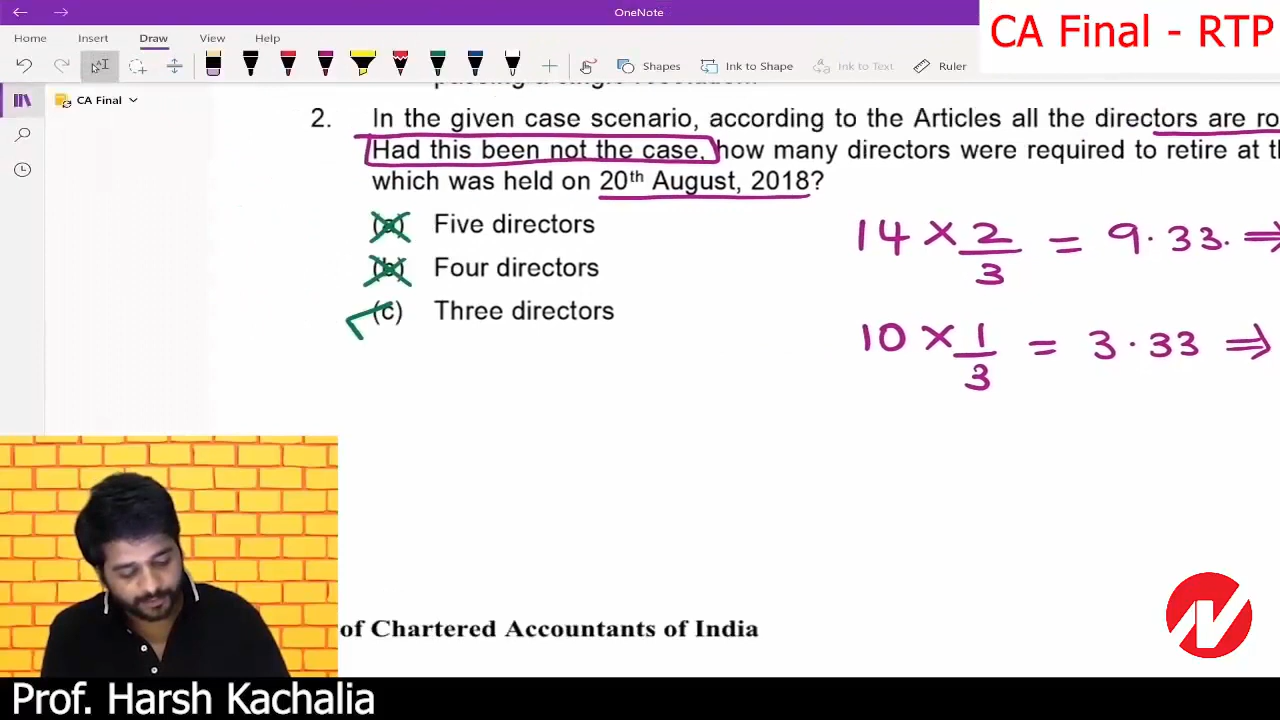 OneNote
CA Final - RTP
Home Insert Draw View Help
Shapes Ink to Shape Ink to Text Ruler
CA Final
2. In the given case scenario, according to the Articles all the directors are ro
Had this been not the case, how many directors were required to retire at th
which was held on 20th August, 2018?
(a) Five directors
(b) Four directors
(c) Three directors
14 × 2/3 = 9.33. ⇒
10 × 1/3 = 3.33 ⇒
of Chartered Accountants of India
Prof. Harsh Kachalia